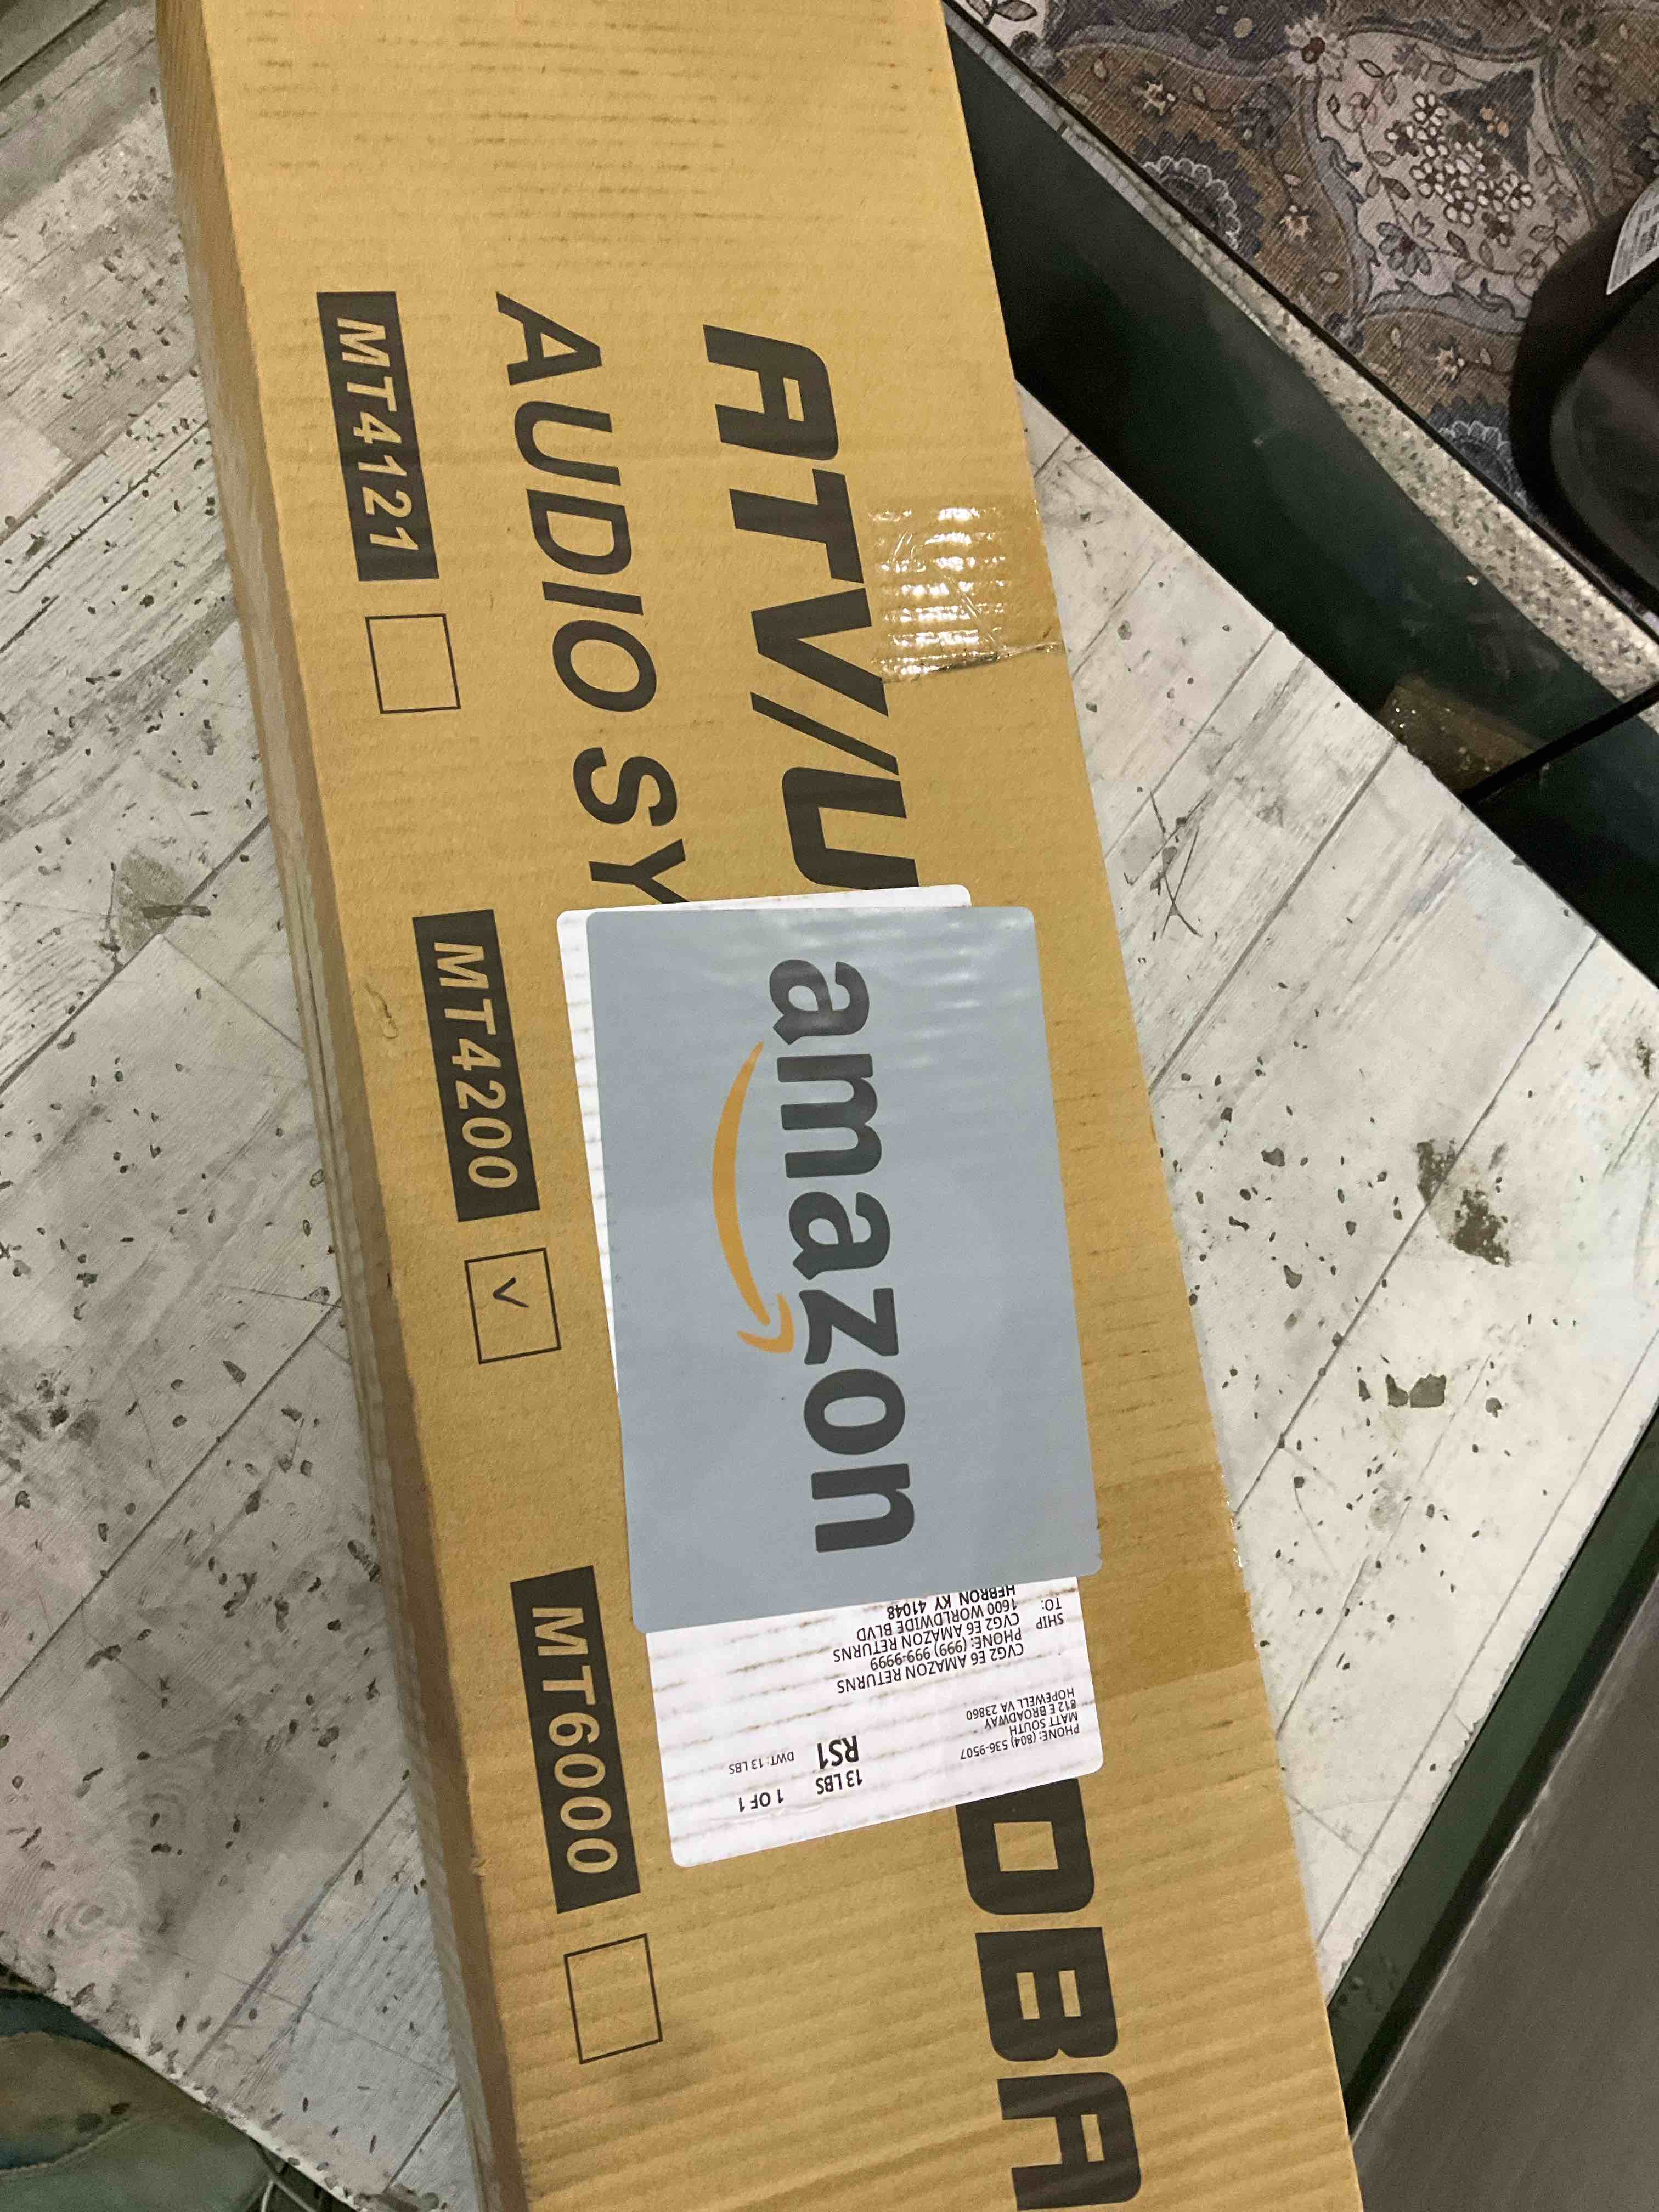 ATV/U
OBA
AUDIO SY
MT4121
MT4200
MT6000
amazon
PHONE: (804) 536-9507
MATT SOUTH
812 E BROADWAY
HOPEWELL VA 23860
13 LBS
1 OF 1
RS1
DWT: 13 LBS
SHIP
TO:
CVG2 E6 AMAZON RETURNS
PHONE: (999) 999-9999
CVG2 E6 AMAZON RETURNS
1600 WORLDWIDE BLVD
HEBRON KY 41048